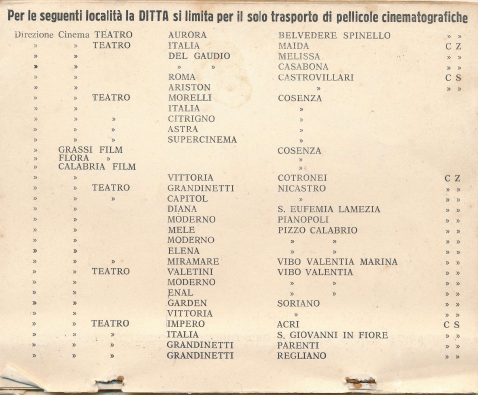 Per le seguenti località la DITTA si limita per il solo trasporto di pellicole cinematografiche
Direzione Cinema TEATRO AURORA BELVEDERE SPINELLO » »
» » TEATRO ITALIA MAIDA C Z
» » DEL GAUDIO MELISSA » »
» » » » CASABONA » »
» » ROMA CASTROVILLARI C S
» » ARISTON » » »
» » TEATRO MORELLI COSENZA
» » » ITALIA »
» » » CITRIGNO »
» » » ASTRA »
» » » SUPERCINEMA »
» GRASSI FILM COSENZA
» FLORA » »
» CALABRIA FILM »
» » VITTORIA COTRONEI C Z
» » TEATRO GRANDINETTI NICASTRO » »
» » » CAPITOL » » »
» » DIANA S. EUFEMIA LAMEZIA » »
» » MODERNO PIANOPOLI » »
» » MELE PIZZO CALABRIO » »
» » MODERNO » » » »
» » ELENA » » » »
» » » MIRAMARE VIBO VALENTIA MARINA » »
» » TEATRO VALETINI VIBO VALENTIA » »
» » MODERNO » » » »
» » ENAL » » » »
» » GARDEN SORIANO » »
» » VITTORIA » » »
» » TEATRO IMPERO ACRI C S
» » » ITALIA S. GIOVANNI IN FIORE » »
» » » GRANDINETTI PARENTI » »
» » » GRANDINETTI REGLIANO » »